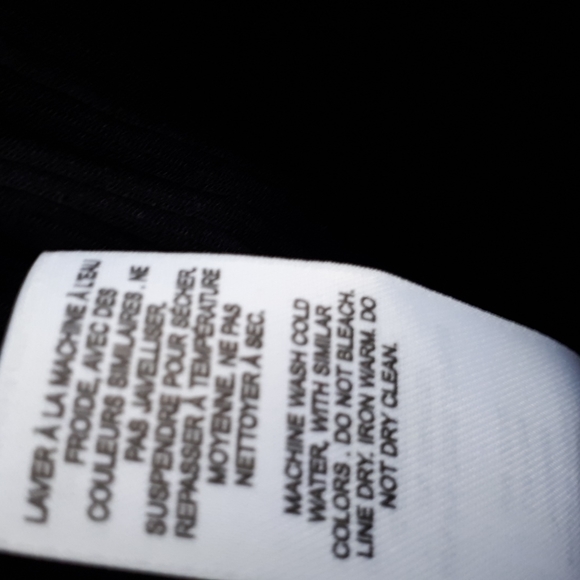 LAVER À LA MACHINE À L'EAU
FROIDE, AVEC DES
COULEURS SIMILAIRES . NE
PAS JAVELLISER.
SUSPENDRE POUR SÉCHER.
REPASSER À TEMPÉRATURE
MOYENNE. NE PAS
NETTOYER À SEC.
MACHINE WASH COLD
WATER, WITH SIMILAR
COLORS . DO NOT BLEACH.
LINE DRY. IRON WARM. DO
NOT DRY CLEAN.